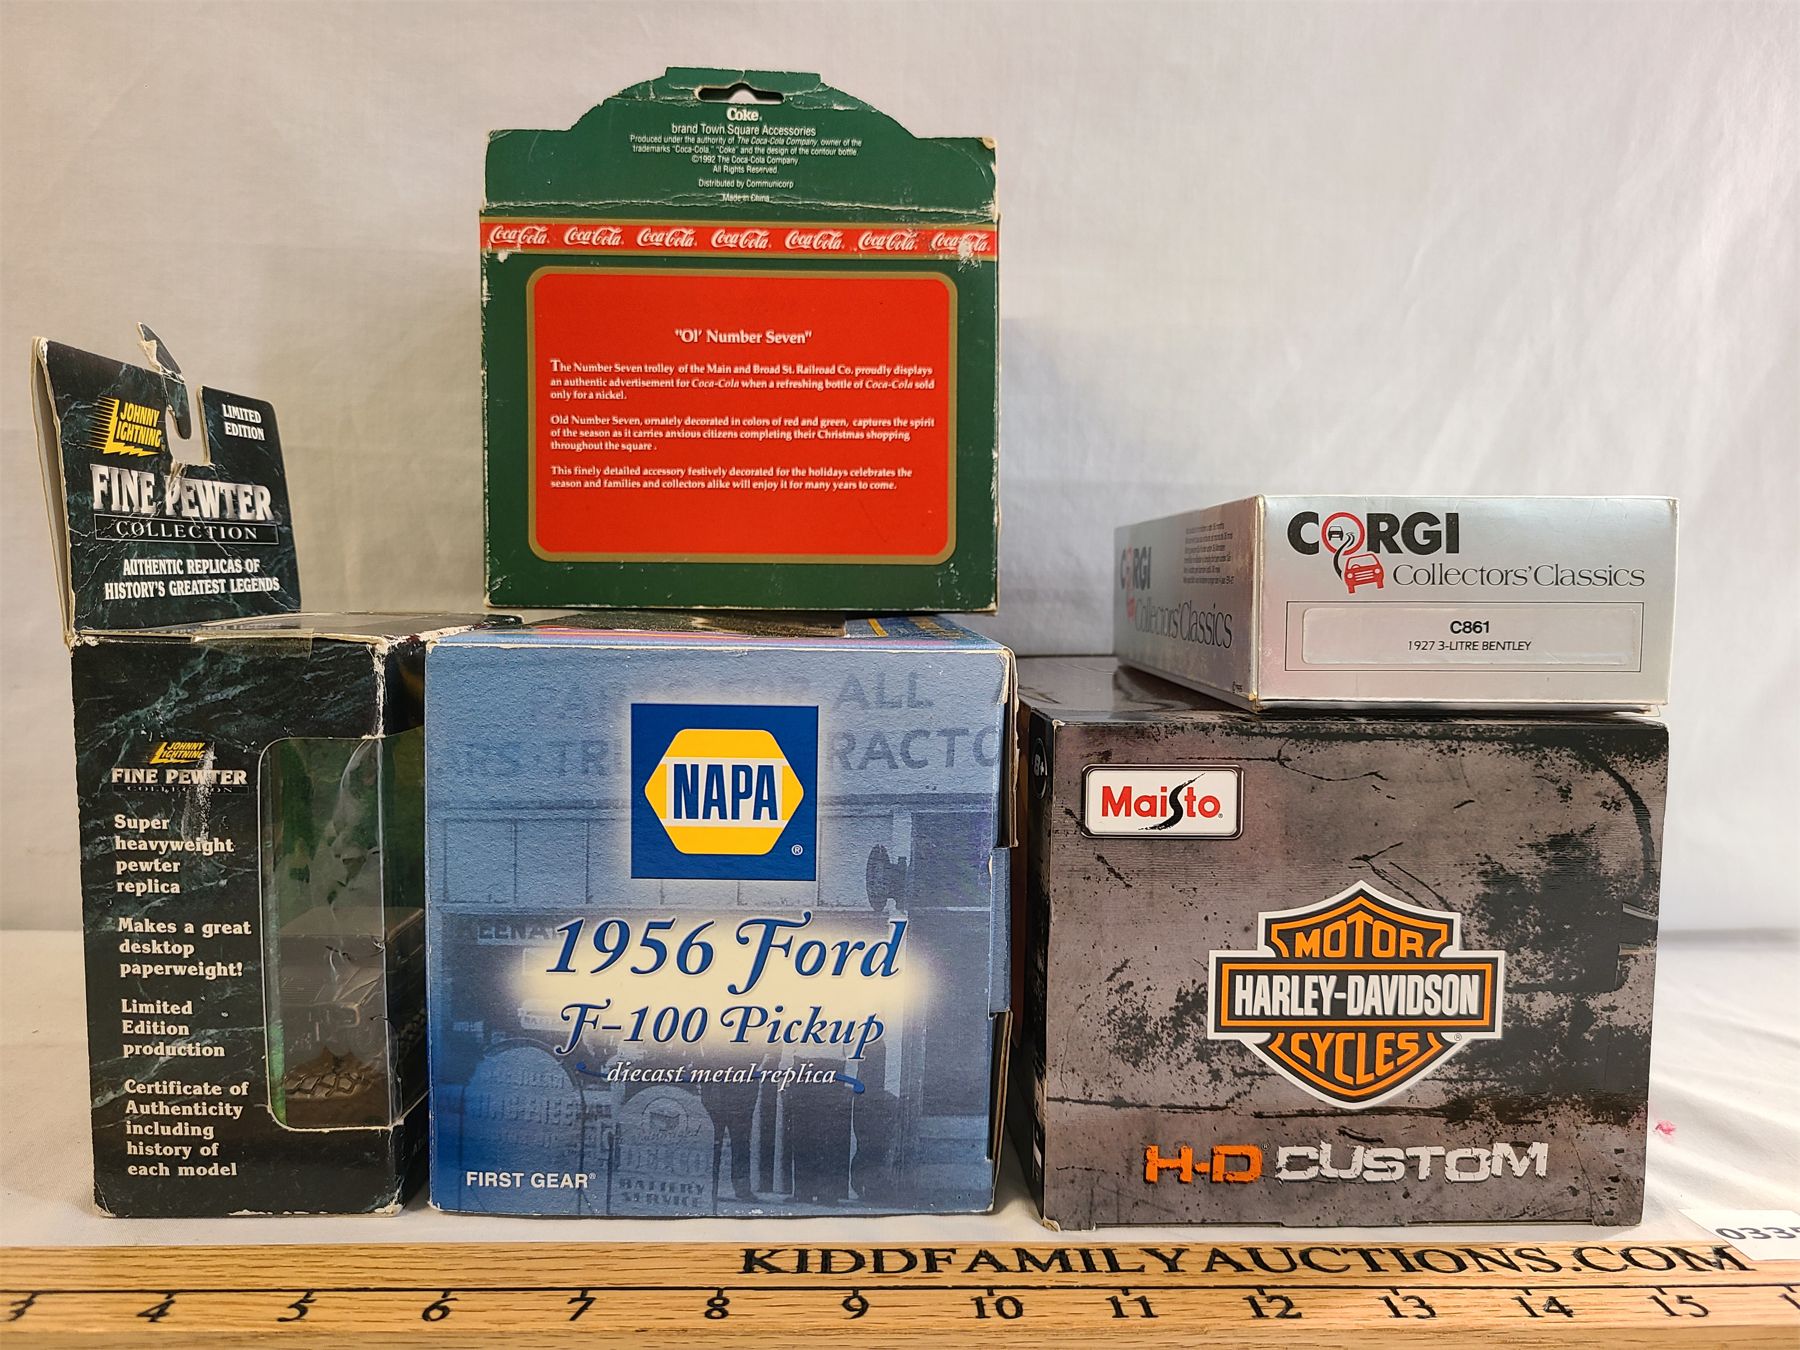 Coke
brand Town Square Accessories
Produced under the authority of The Coca-Cola Company, owner of the
trademarks "Coca-Cola," "Coke" and the design of the contour bottle.
©1992 The Coca-Cola Company
All Rights Reserved.
Distributed by Communicorp
Made in China
Coca-Cola Coca-Cola Coca-Cola Coca-Cola Coca-Cola Coca-Cola Coca-Cola
"Ol' Number Seven"
The Number Seven trolley of the Main and Broad St. Railroad Co. proudly displays
an authentic advertisement for Coca-Cola when a refreshing bottle of Coca-Cola sold
only for a nickel.
Old Number Seven, ornately decorated in colors of red and green, captures the spirit
of the season as it carries anxious citizens completing their Christmas shopping
throughout the square.
This finely detailed accessory festively decorated for the holidays celebrates the
season and families and collectors alike will enjoy it for many years to come.
JOHNNY
LIGHTNING
LIMITED
EDITION
FINE PEWTER
COLLECTION
AUTHENTIC REPLICAS OF
HISTORY'S GREATEST LEGENDS
JOHNNY
LIGHTNING
FINE PEWTER
COLLECTION
Super
heavyweight
pewter
replica
Makes a great
desktop
paperweight!
Limited
Edition
production
Certificate of
Authenticity
including
history of
each model
ALL
NAPA
®
1956 Ford
F-100 Pickup
diecast metal replica
FIRST GEAR®
BATTERY
SERVICE
CORGI
Collectors' Classics
CORGI
Collectors' Classics
C861
1927 3-LITRE BENTLEY
Maisto
MOTOR
HARLEY-DAVIDSON
CYCLES
H-D CUSTOM
KIDDFAMILYAUCTIONS.COM
3 4 5 6 7 8 9 10 11 12 13 14 15